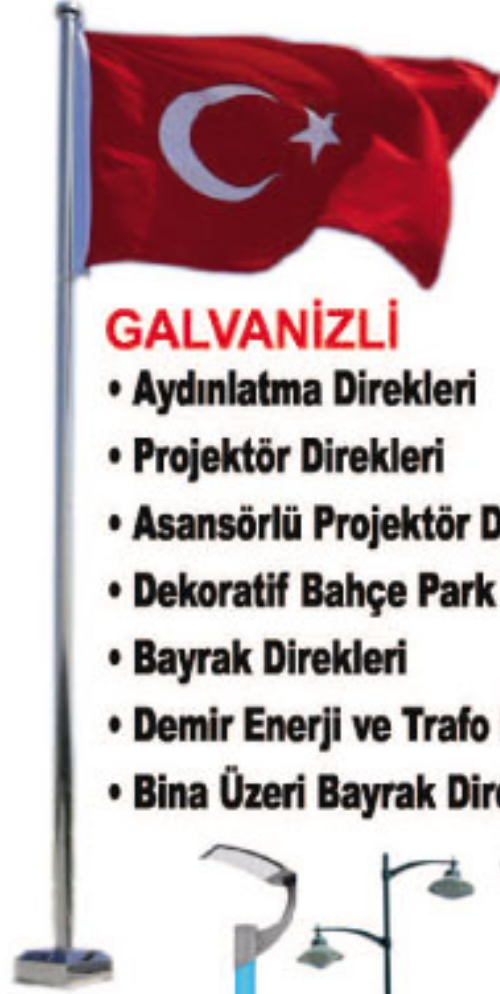 GALVANİZLİ
• Aydınlatma Direkleri
• Projektör Direkleri
• Asansörlü Projektör D
• Dekoratif Bahçe Park
• Bayrak Direkleri
• Demir Enerji ve Trafo
• Bina Üzeri Bayrak Dir